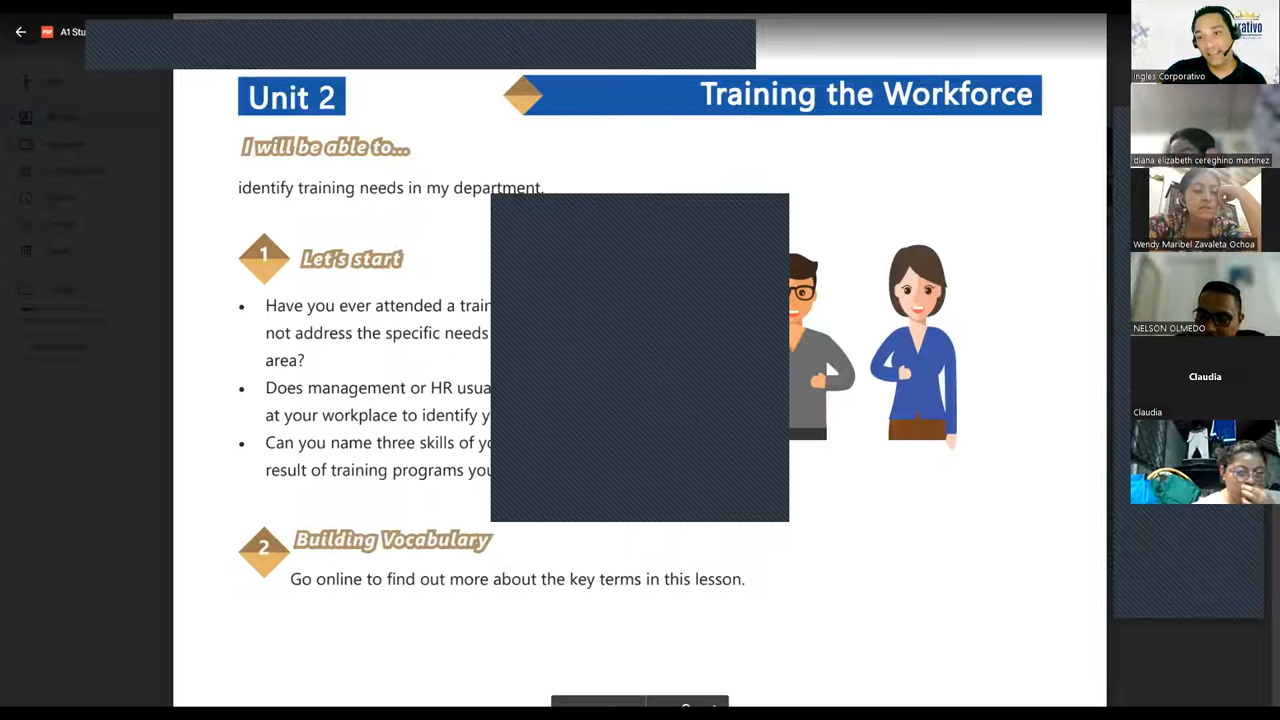 A1 Stu
Unit 2
Training the Workforce
I will be able to...
identify training needs in my department.
1
Let's start
• Have you ever attended a train
not address the specific needs
area?
• Does management or HR usua
at your workplace to identify y
• Can you name three skills of yo
result of training programs you
2
Building Vocabulary
Go online to find out more about the key terms in this lesson.
rativo
Ingles Corporativo
diana elizabeth cereghino martinez
Wendy Maribel Zavaleta Ochoa
NELSON OLMEDO
Claudia
Claudia